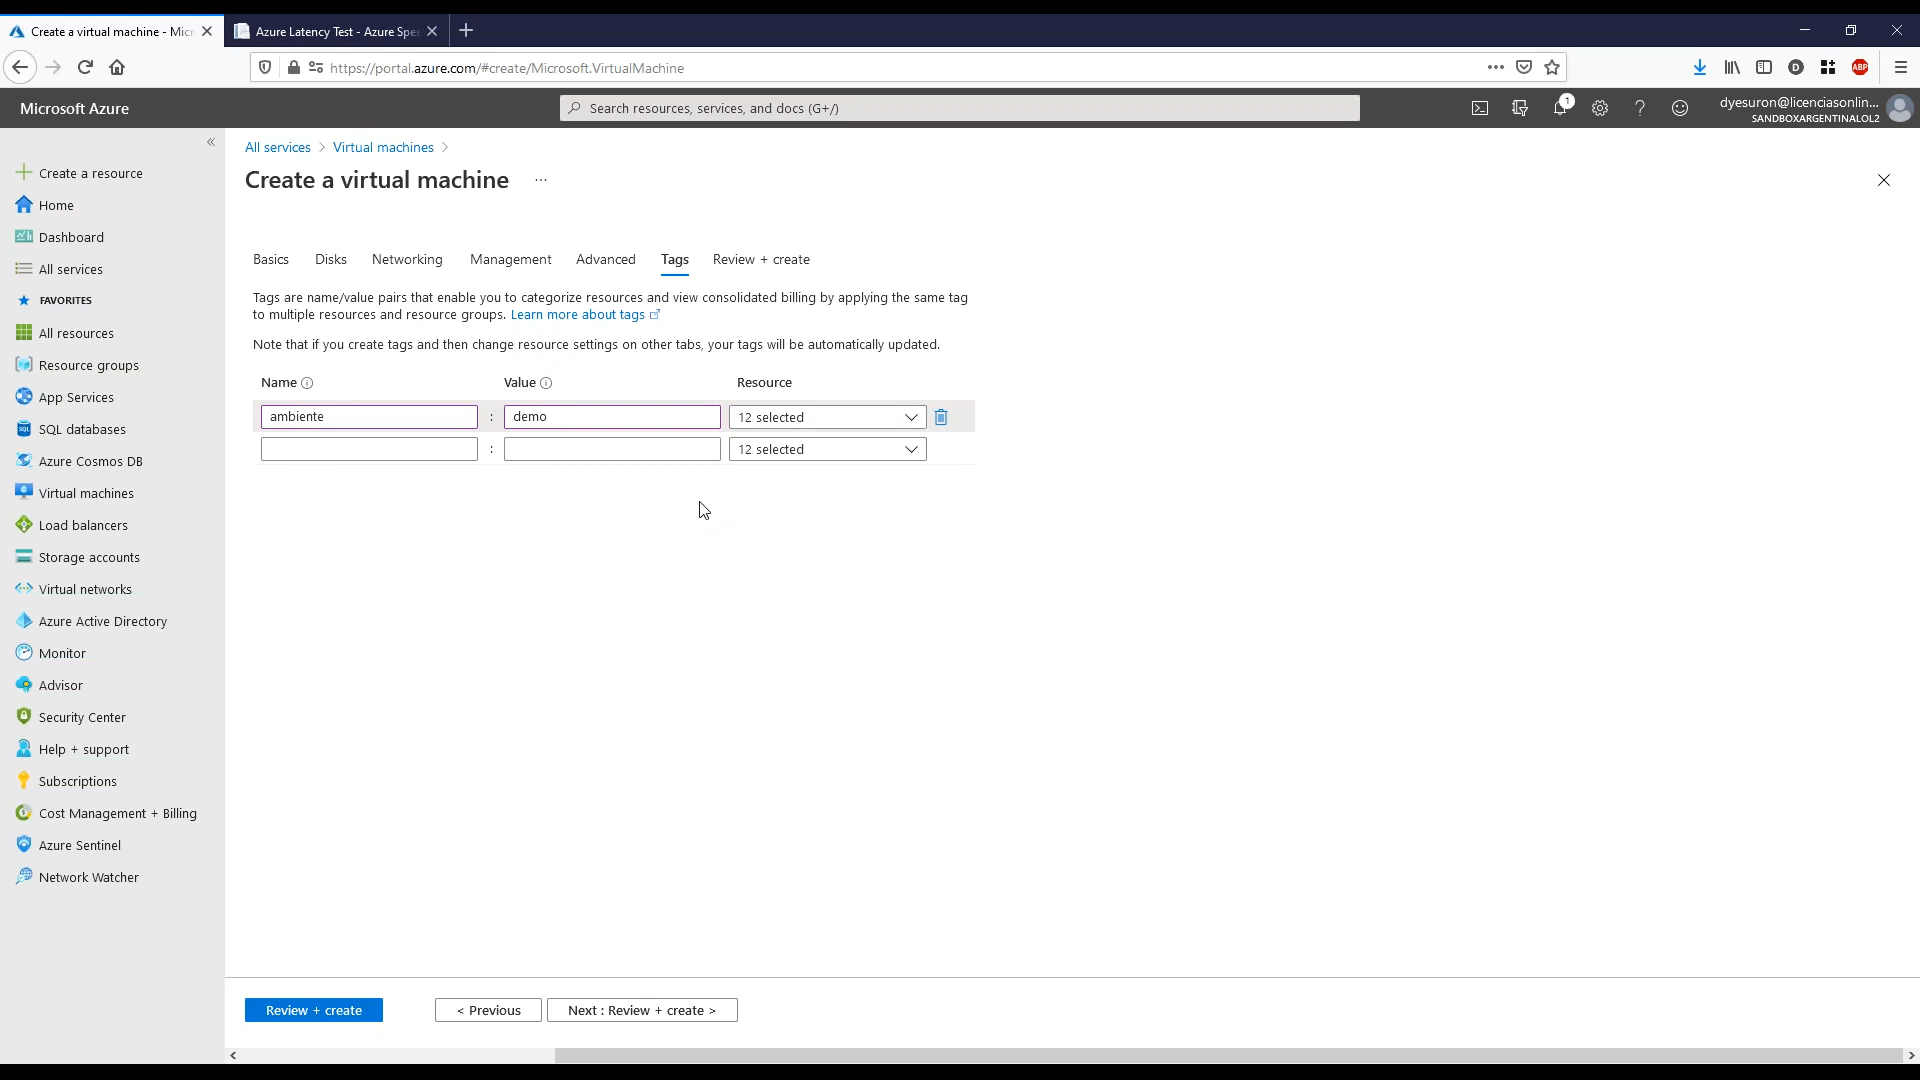 Create a virtual machine - Micr
Azure Latency Test - Azure Spe
https://portal.azure.com/#create/Microsoft.VirtualMachine
D
ABP
Microsoft Azure
Search resources, services, and docs (G+/)
1
dyesuron@licenciasonlin...
SANDBOXARGENTINALOL2
All services > Virtual machines >
Create a virtual machine ...
Create a resource
Home
Dashboard
All services
FAVORITES
All resources
Resource groups
App Services
SQL databases
Azure Cosmos DB
Virtual machines
Load balancers
Storage accounts
Virtual networks
Azure Active Directory
Monitor
Advisor
Security Center
Help + support
Subscriptions
Cost Management + Billing
Azure Sentinel
Network Watcher
Basics Disks Networking Management Advanced Tags Review + create
Tags are name/value pairs that enable you to categorize resources and view consolidated billing by applying the same tag
to multiple resources and resource groups. Learn more about tags
Note that if you create tags and then change resource settings on other tabs, your tags will be automatically updated.
Name Value Resource
ambiente : demo 12 selected
: 12 selected
Review + create < Previous Next : Review + create >